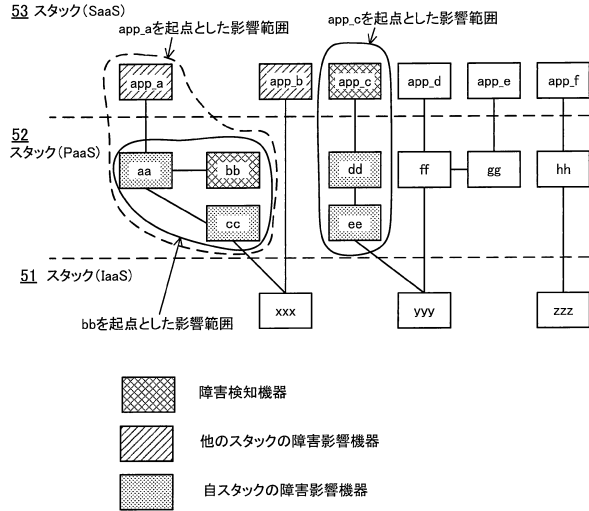 53 スタック(SaaS)
app_aを起点とした影響範囲
app_cを起点とした影響範囲
app_a
app_b
app_c
app_d
app_e
app_f
52
スタック(PaaS)
aa
bb
cc
dd
ee
ff
gg
hh
51 スタック(IaaS)
bbを起点とした影響範囲
xxx
yyy
zzz
障害検知機器
他のスタックの障害影響機器
自スタックの障害影響機器